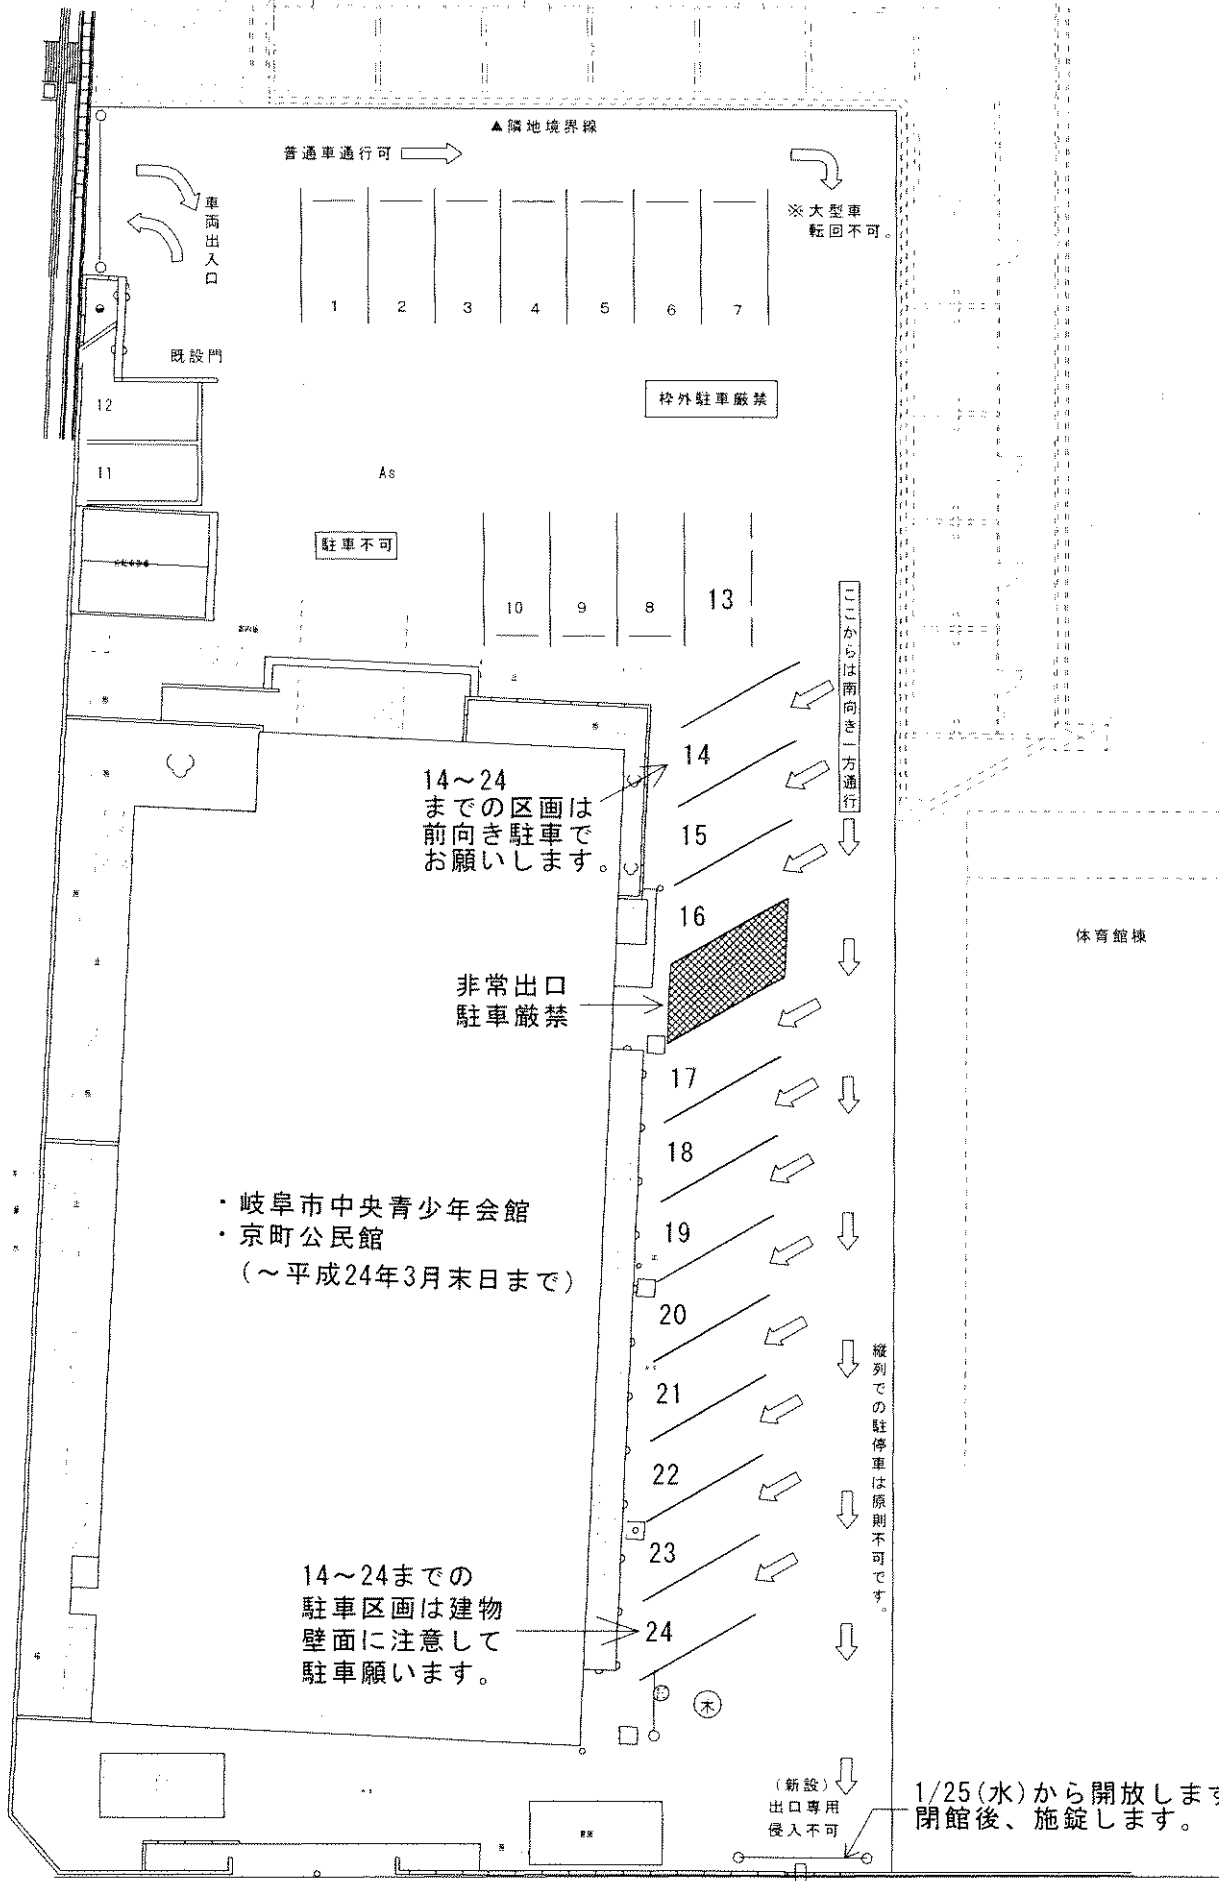 ▲隣地境界線
普通車通行可
車両出入口
※大型車
転回不可。
1
2
3
4
5
6
7
既設門
枠外駐車厳禁
12
11
As
駐車不可
10
9
8
13
ここからは南向き一方通行
14
14～24
までの区画は
前向き駐車で
お願いします。
15
16
体育館棟
非常出口
駐車厳禁
17
18
・岐阜市中央青少年会館
・京町公民館
(～平成24年3月末日まで)
19
20
21
縦列での駐停車は原則不可です。
22
23
14～24までの
駐車区画は建物
壁面に注意して
駐車願います。
24
木
(新設)
出口専用
侵入不可
1/25(水)から開放します
閉館後、施錠します。